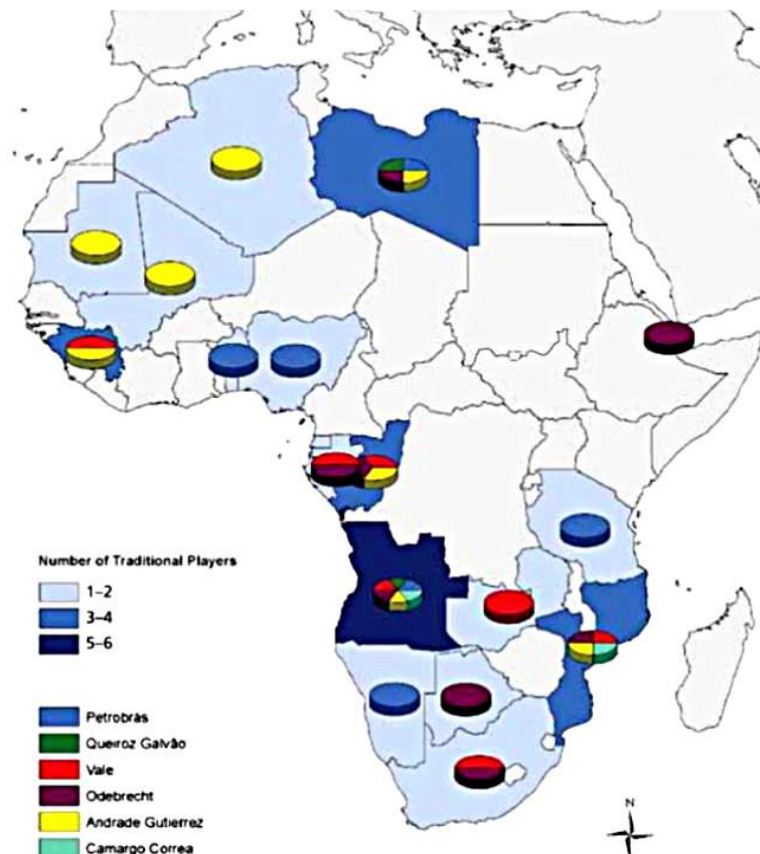 Number of Traditional Players
1–2
3–4
5–6
Petrobrás
Queiroz Galvão
Vale
Odebrecht
Andrade Gutierrez
Camargo Correa
N